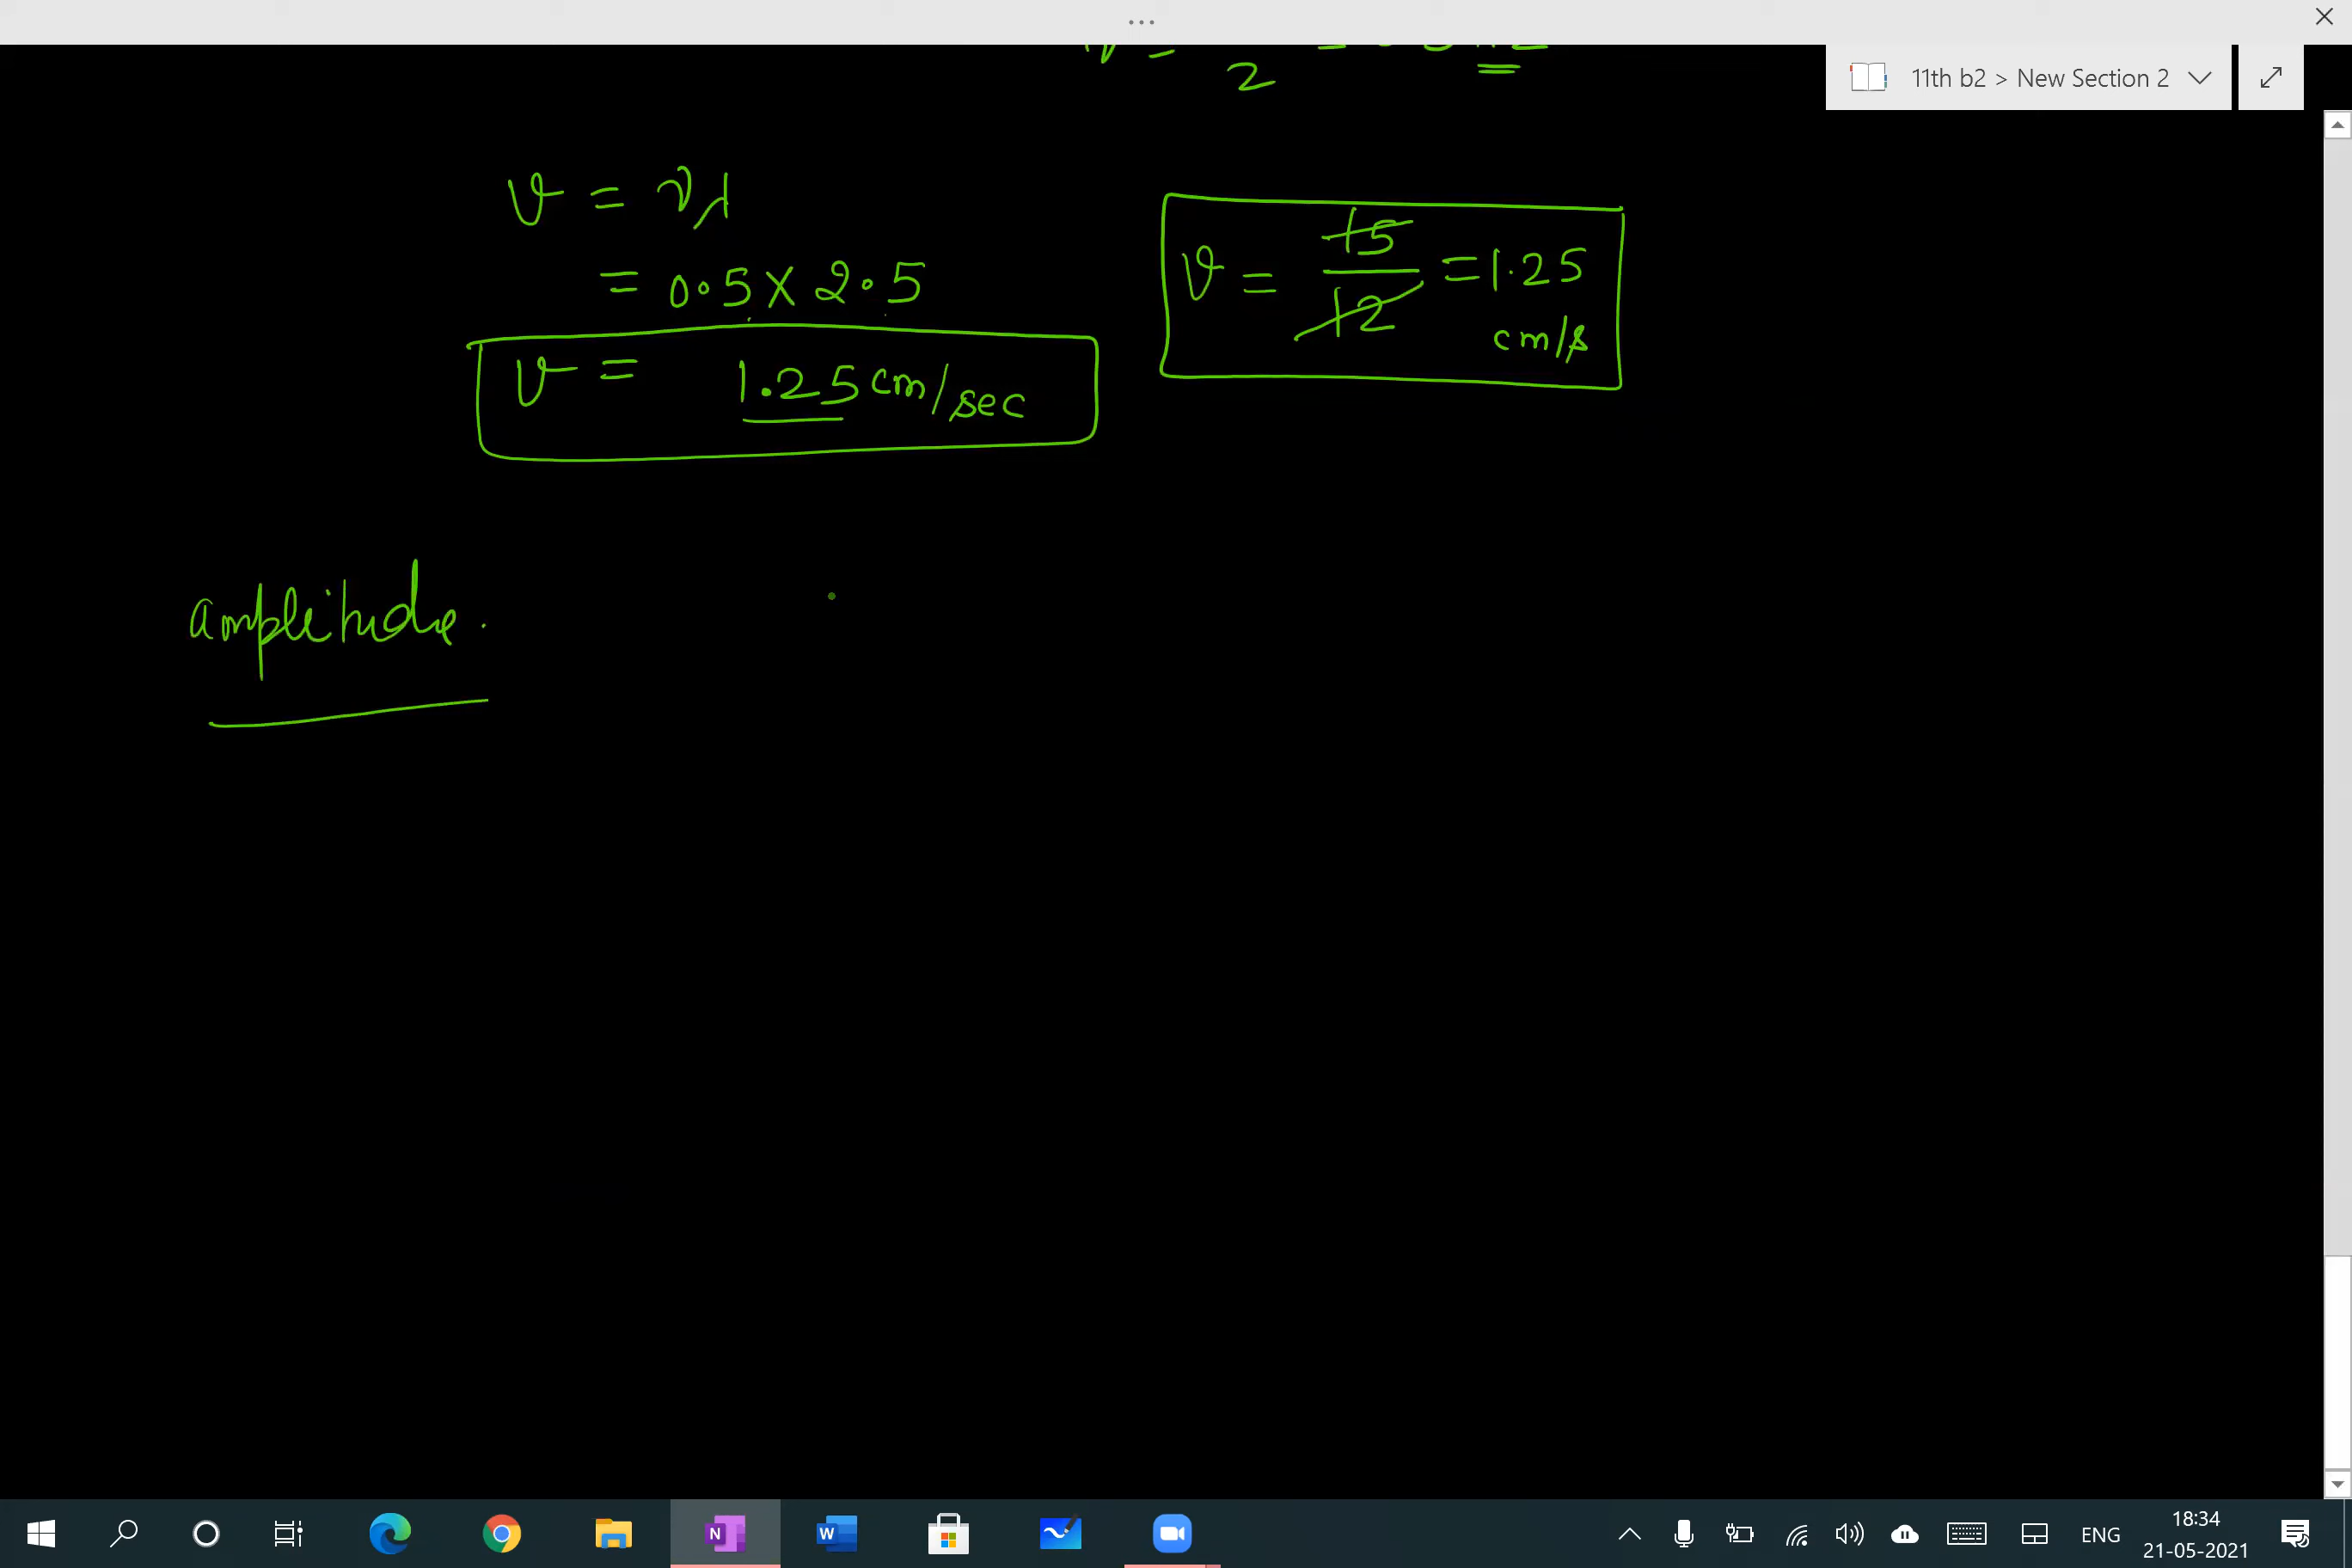 ...
2
11th b2 > New Section 2
v = νλ
= 0.5 × 2.5
v = 1.25 cm/sec
v = 15/12 = 1.25
cm/s
amplitude.
N
W
ENG
18:34
21-05-2021